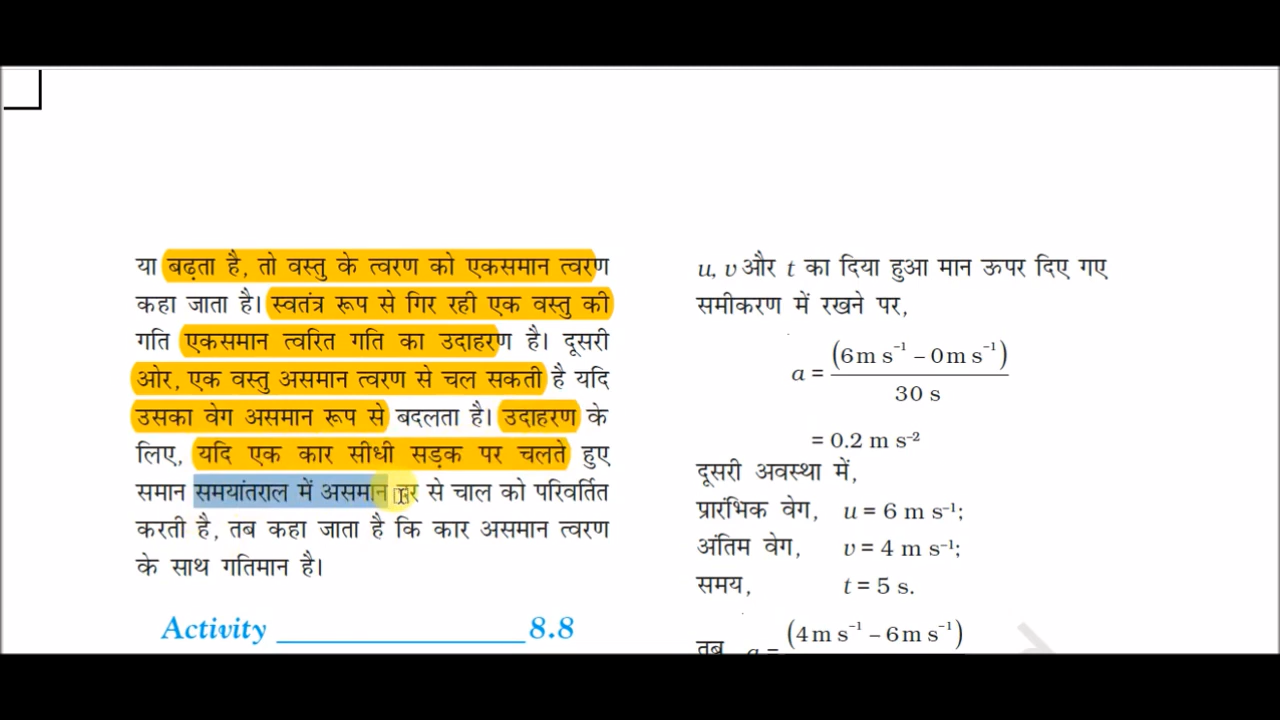 या बढ़ता है, तो वस्तु के त्वरण को एकसमान त्वरण
कहा जाता है। स्वतंत्र रूप से गिर रही एक वस्तु की
गति एकसमान त्वरित गति का उदाहरण है। दूसरी
ओर, एक वस्तु असमान त्वरण से चल सकती है यदि
उसका वेग असमान रूप से बदलता है। उदाहरण के
लिए, यदि एक कार सीधी सड़क पर चलते हुए
समान समयांतराल में असमान दर से चाल को परिवर्तित
करती है, तब कहा जाता है कि कार असमान त्वरण
के साथ गतिमान है।
Activity ____________ 8.8
u, v और t का दिया हुआ मान ऊपर दिए गए
समीकरण में रखने पर,
a = (6 m s⁻¹ – 0 m s⁻¹)
30 s
= 0.2 m s⁻²
दूसरी अवस्था में,
प्रारंभिक वेग, u = 6 m s⁻¹;
अंतिम वेग, v = 4 m s⁻¹;
समय, t = 5 s.
तब a = (4 m s⁻¹ – 6 m s⁻¹)